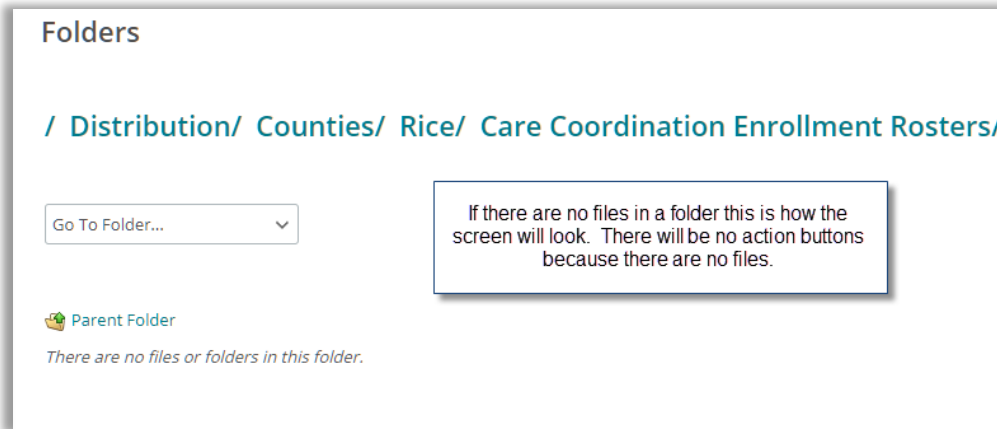 Folders
/ Distribution/ Counties/ Rice/ Care Coordination Enrollment Rosters/
Go To Folder...
If there are no files in a folder this is how the
screen will look. There will be no action buttons
because there are no files.
Parent Folder
There are no files or folders in this folder.